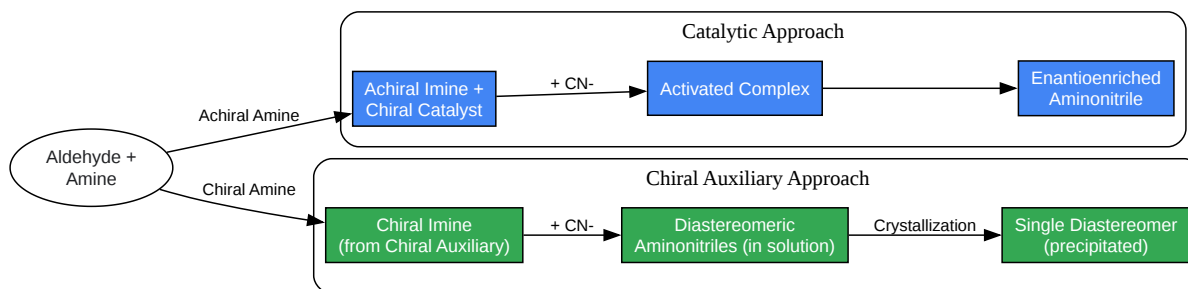 Catalytic Approach
Achiral Imine +
Chiral Catalyst
+ CN-
Activated Complex
Enantioenriched
Aminonitrile
Achiral Amine
Aldehyde +
Amine
Chiral Amine
Chiral Auxiliary Approach
Chiral Imine
(from Chiral Auxiliary)
+ CN-
Diastereomeric
Aminonitriles (in solution)
Crystallization
Single Diastereomer
(precipitated)